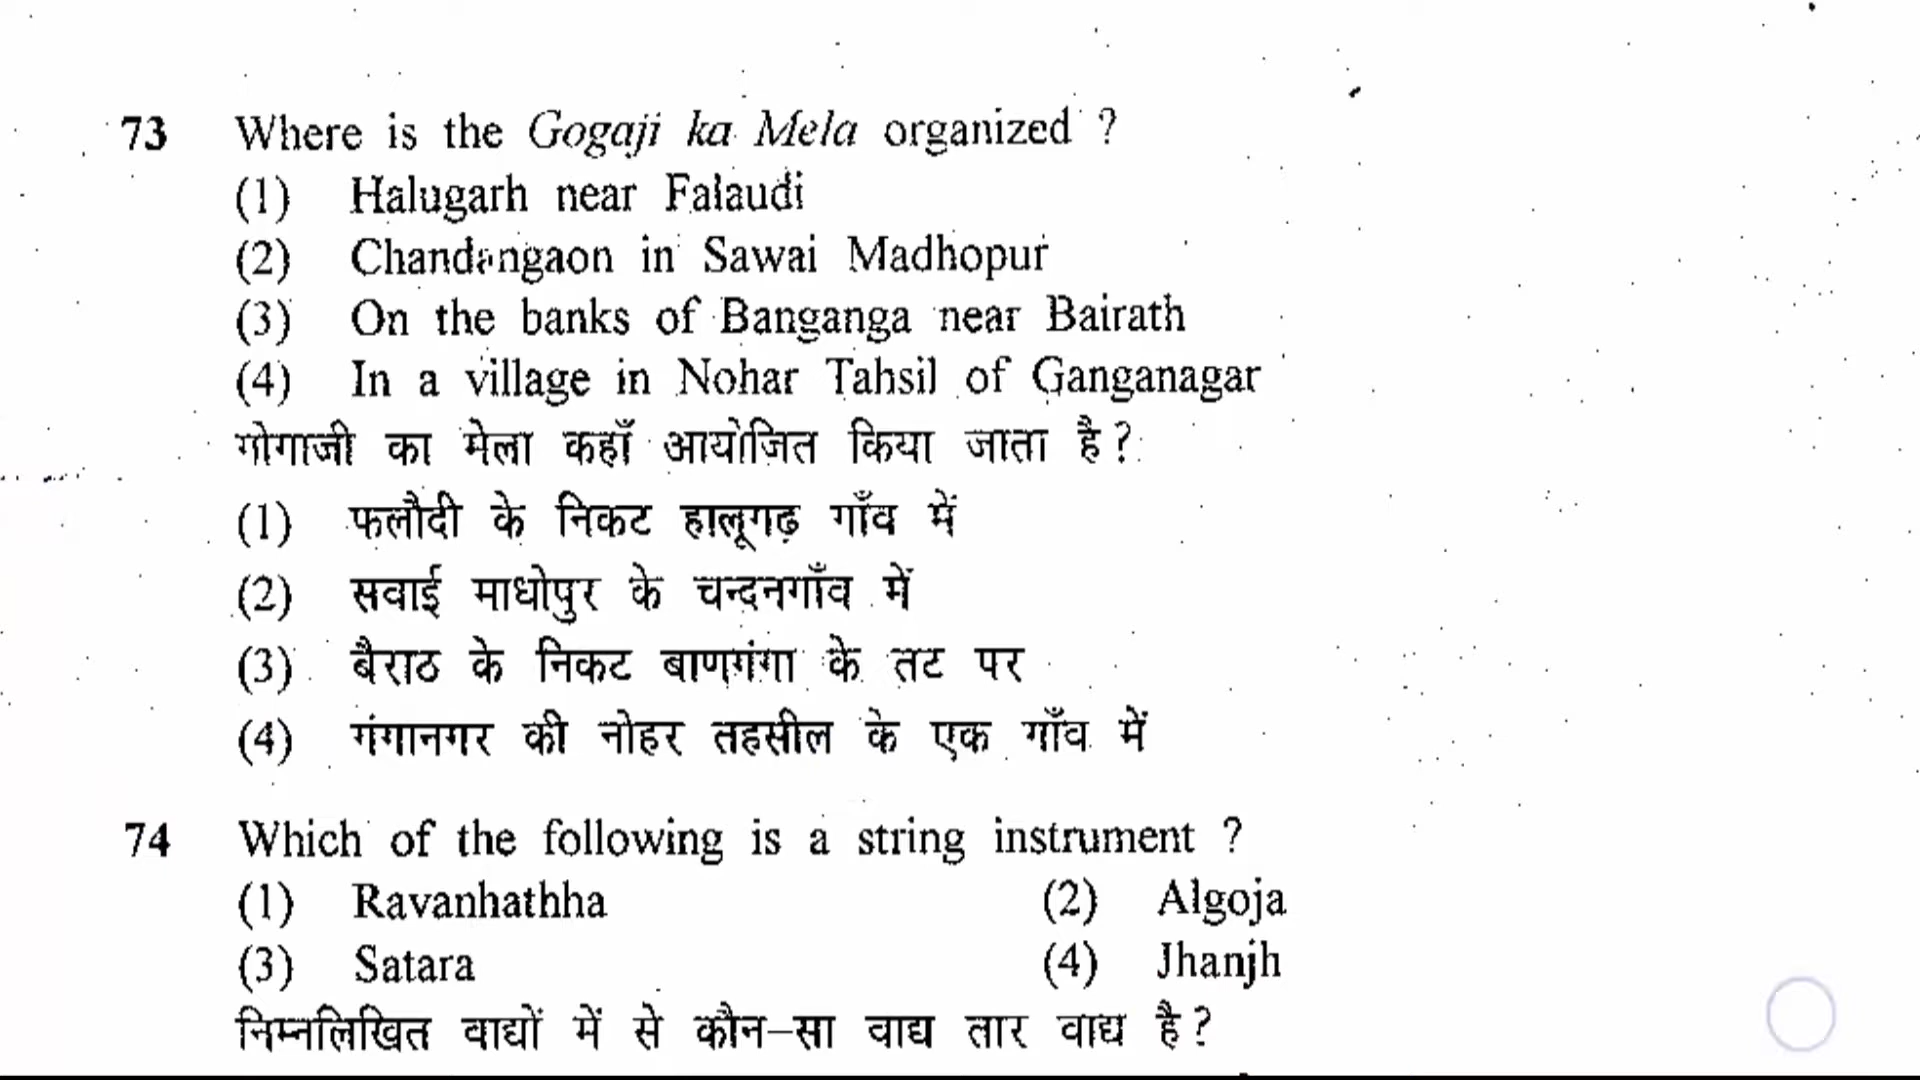 73 Where is the Gogaji ka Mela organized ?
(1) Halugarh near Falaudi
(2) Chandangaon in Sawai Madhopur
(3) On the banks of Banganga near Bairath
(4) In a village in Nohar Tahsil of Ganganagar
गोगाजी का मेला कहाँ आयोजित किया जाता है?
(1) फलौदी के निकट हालूगढ़ गाँव में
(2) सवाई माधोपुर के चन्दनगाँव में
(3) बैराठ के निकट बाणगंगा के तट पर
(4) गंगानगर की नोहर तहसील के एक गाँव में
74 Which of the following is a string instrument ?
(1) Ravanhathha (2) Algoja
(3) Satara (4) Jhanjh
निम्नलिखित वाद्यों में से कौन-सा वाद्य तार वाद्य है?